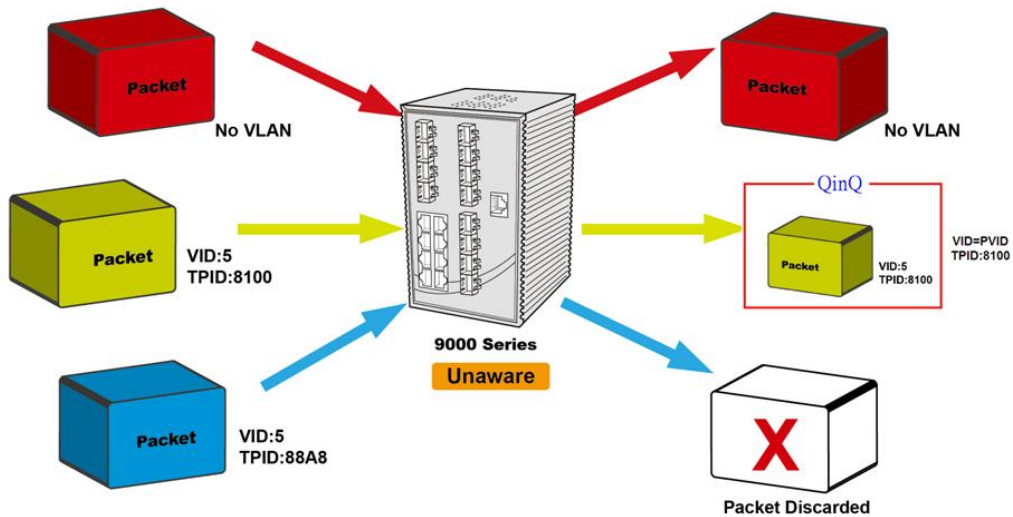 Packet
No VLAN
Packet
VID:5
TPID:8100
Packet
VID:5
TPID:88A8
9000 Series
Unaware
Packet
No VLAN
QinQ
Packet
VID:5
TPID:8100
VID=PVID
TPID:8100
X
Packet Discarded